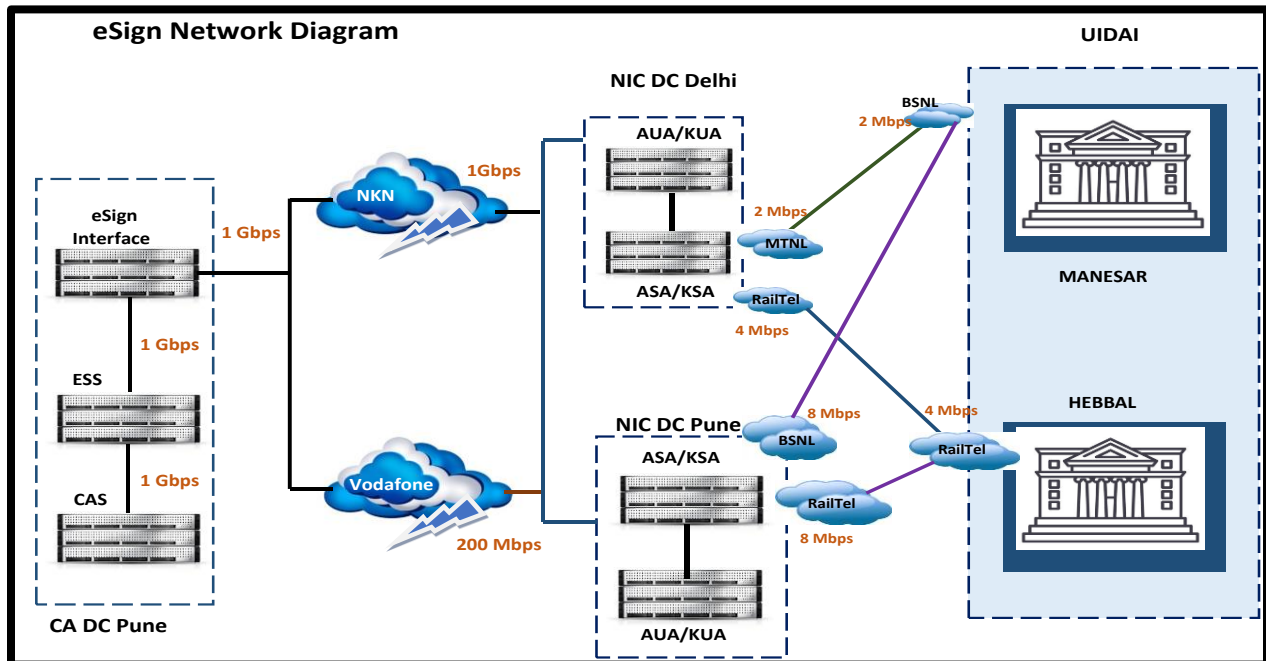 eSign Network Diagram
UIDAI
NIC DC Delhi
BSNL
2 Mbps
AUA/KUA
1Gbps
NKN
eSign
Interface
1 Gbps
2 Mbps
MTNL
MANESAR
ASA/KSA
RailTel
4 Mbps
1 Gbps
ESS
HEBBAL
8 Mbps
4 Mbps
NIC DC Pune
BSNL
RailTel
ASA/KSA
1 Gbps
Vodafone
CAS
RailTel
8 Mbps
200 Mbps
CA DC Pune
AUA/KUA